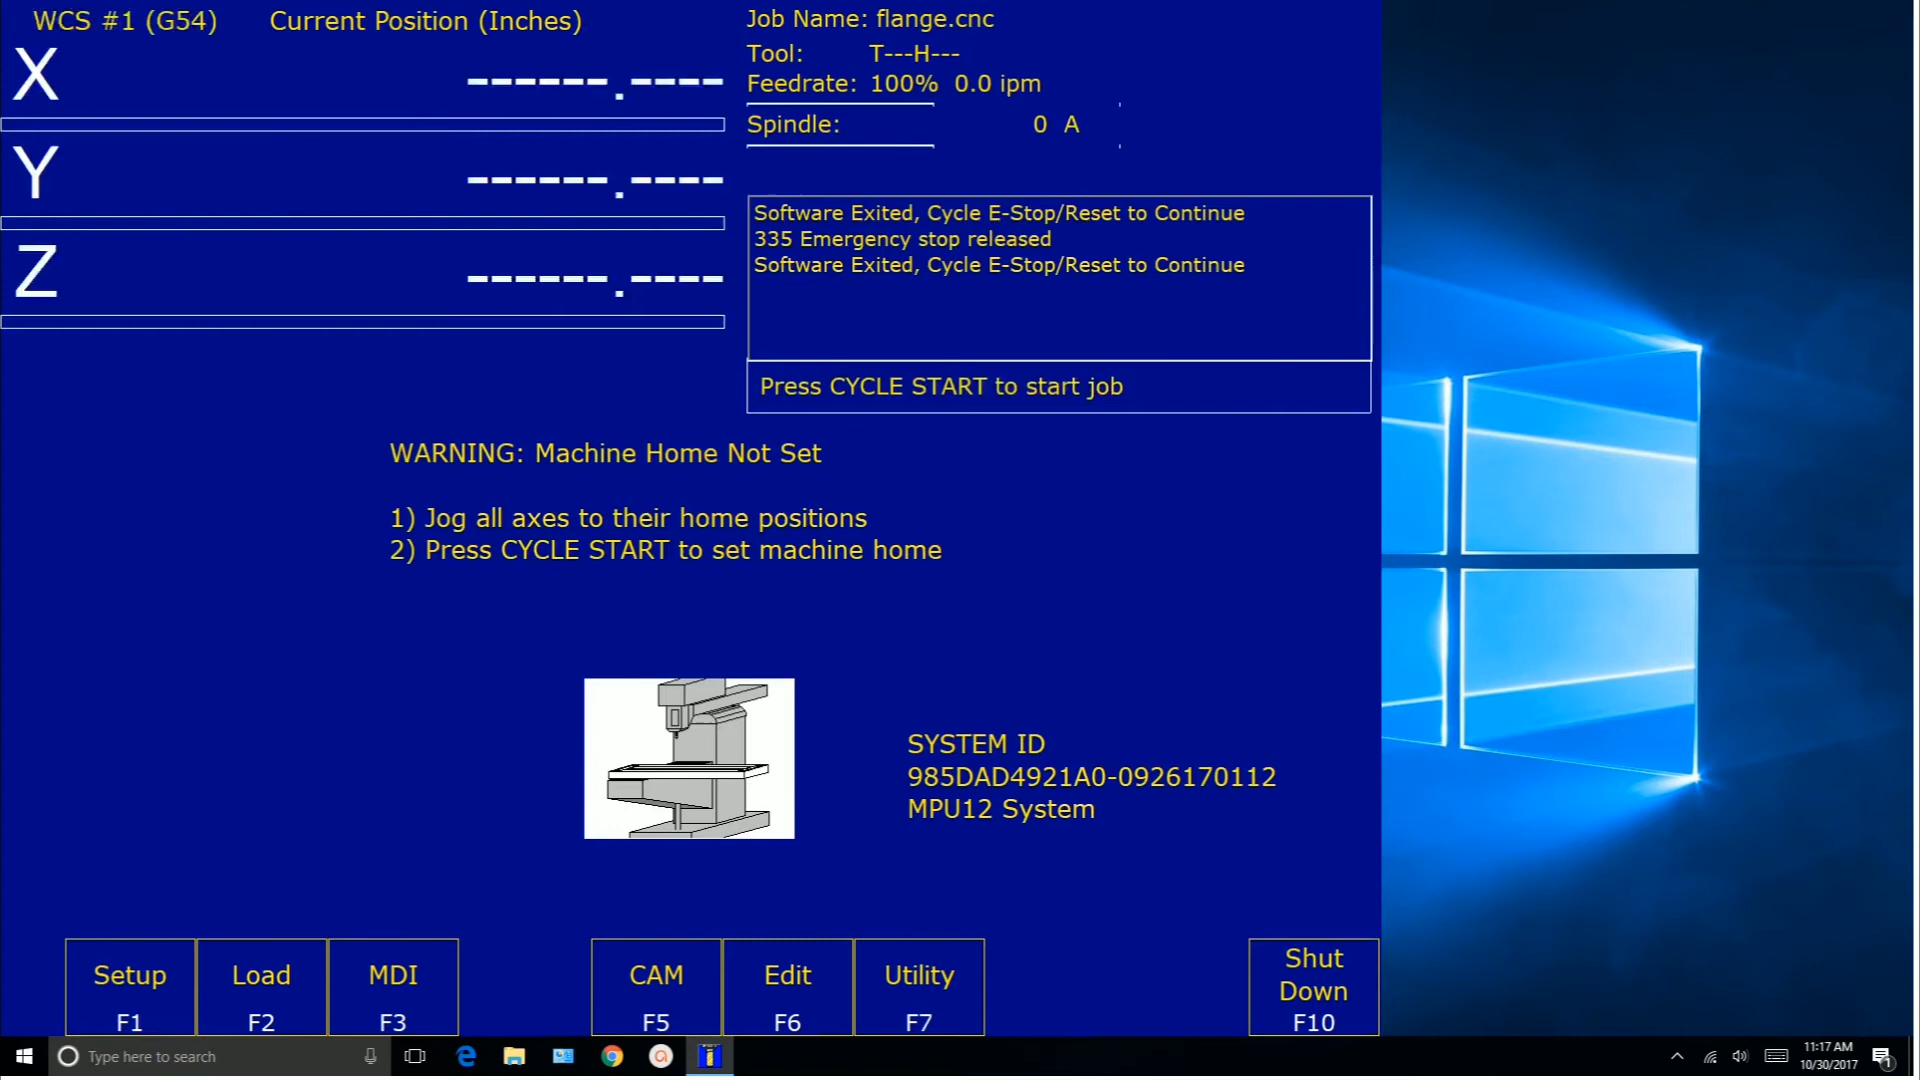 WCS #1 (G54) Current Position (Inches)
X ------.----
Y ------.----
Z ------.----
Job Name: flange.cnc
Tool: T---H---
Feedrate: 100% 0.0 ipm
Spindle: 0 A
Software Exited, Cycle E-Stop/Reset to Continue
335 Emergency stop released
Software Exited, Cycle E-Stop/Reset to Continue
Press CYCLE START to start job
WARNING: Machine Home Not Set
1) Jog all axes to their home positions
2) Press CYCLE START to set machine home
SYSTEM ID
985DAD4921A0-0926170112
MPU12 System
Setup
F1
Load
F2
MDI
F3
CAM
F5
Edit
F6
Utility
F7
Shut
Down
F10
Type here to search
11:17 AM
10/30/2017
1